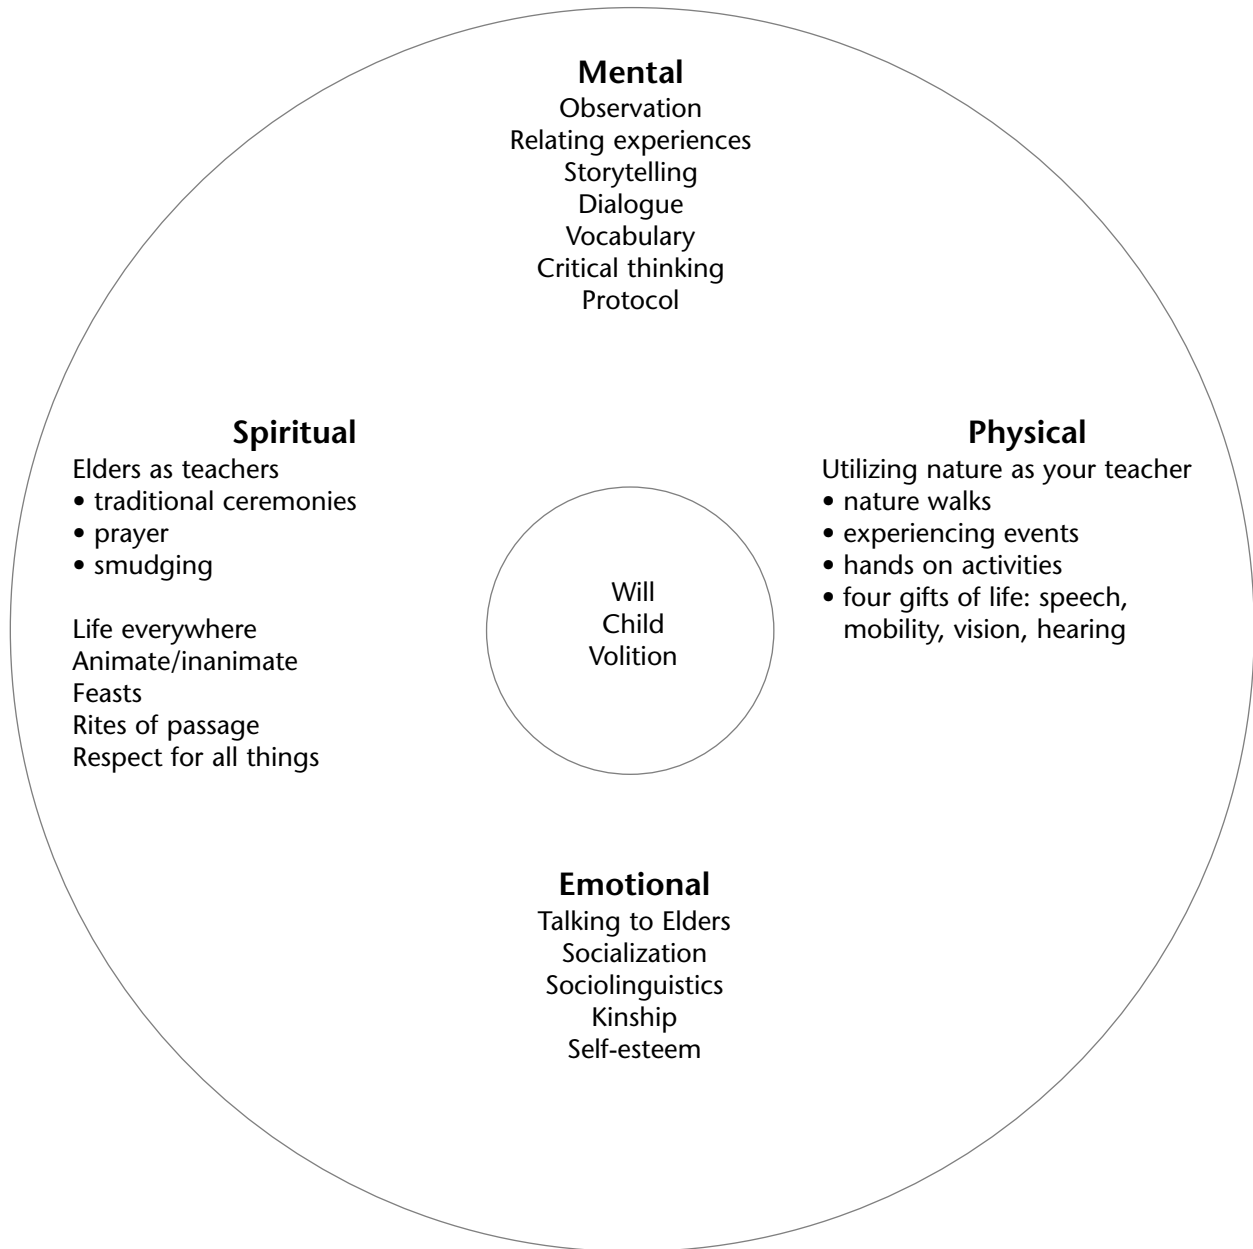 Mental
Observation
Relating experiences
Storytelling
Dialogue
Vocabulary
Critical thinking
Protocol
Spiritual
Elders as teachers
• traditional ceremonies
• prayer
• smudging
Life everywhere
Animate/inanimate
Feasts
Rites of passage
Respect for all things
Will
Child
Volition
Physical
Utilizing nature as your teacher
• nature walks
• experiencing events
• hands on activities
• four gifts of life: speech,
mobility, vision, hearing
Emotional
Talking to Elders
Socialization
Sociolinguistics
Kinship
Self-esteem